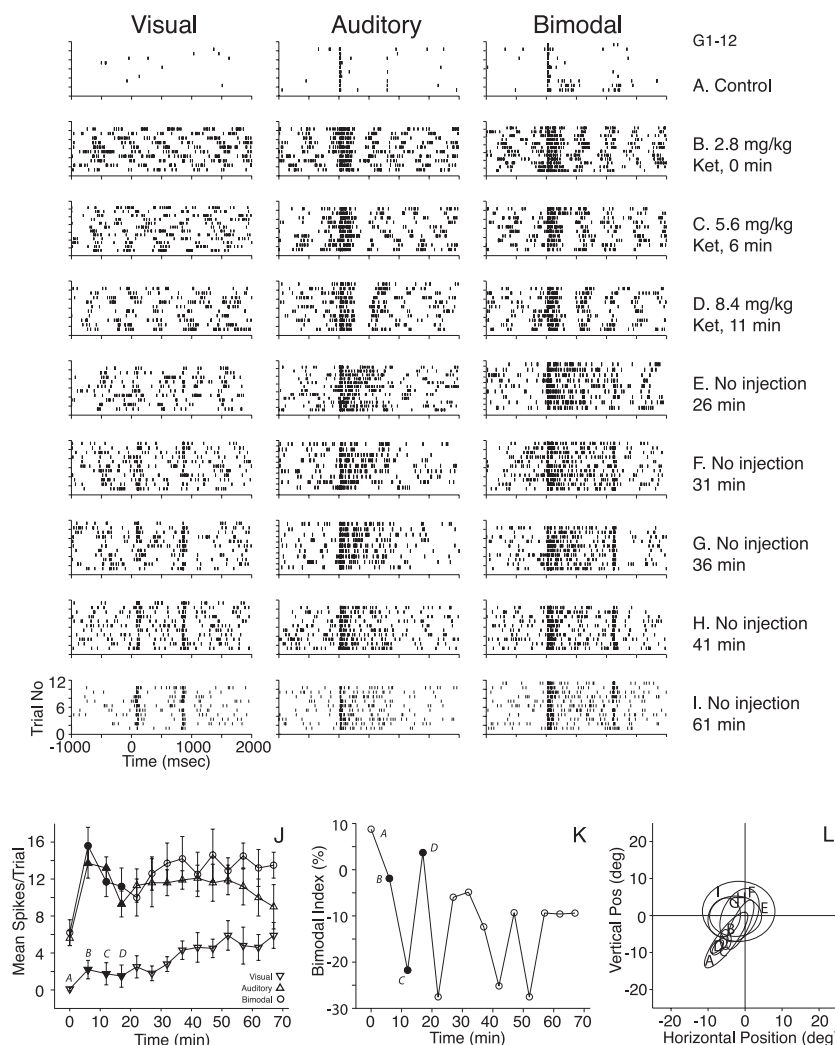 Visual Auditory Bimodal
G1-12
A. Control
B. 2.8 mg/kg
Ket, 0 min
C. 5.6 mg/kg
Ket, 6 min
D. 8.4 mg/kg
Ket, 11 min
E. No injection
26 min
F. No injection
31 min
G. No injection
36 min
H. No injection
41 min
I. No injection
61 min
Trial No
12
6
0
-1000 0 1000 2000
Time (msec)
J
Mean Spikes/Trial
16
12
8
4
0
A B C D
Visual
Auditory
Bimodal
0 10 20 30 40 50 60 70
Time (min)
K
Bimodal Index (%)
10
0
-10
-20
-30
A
B
C
D
0 10 20 30 40 50 60 70
Time (min)
L
Vertical Pos (deg)
20
10
0
-10
-20
I
F
H
E
B
A
-20 -10 0 10 20
Horizontal Position (deg)